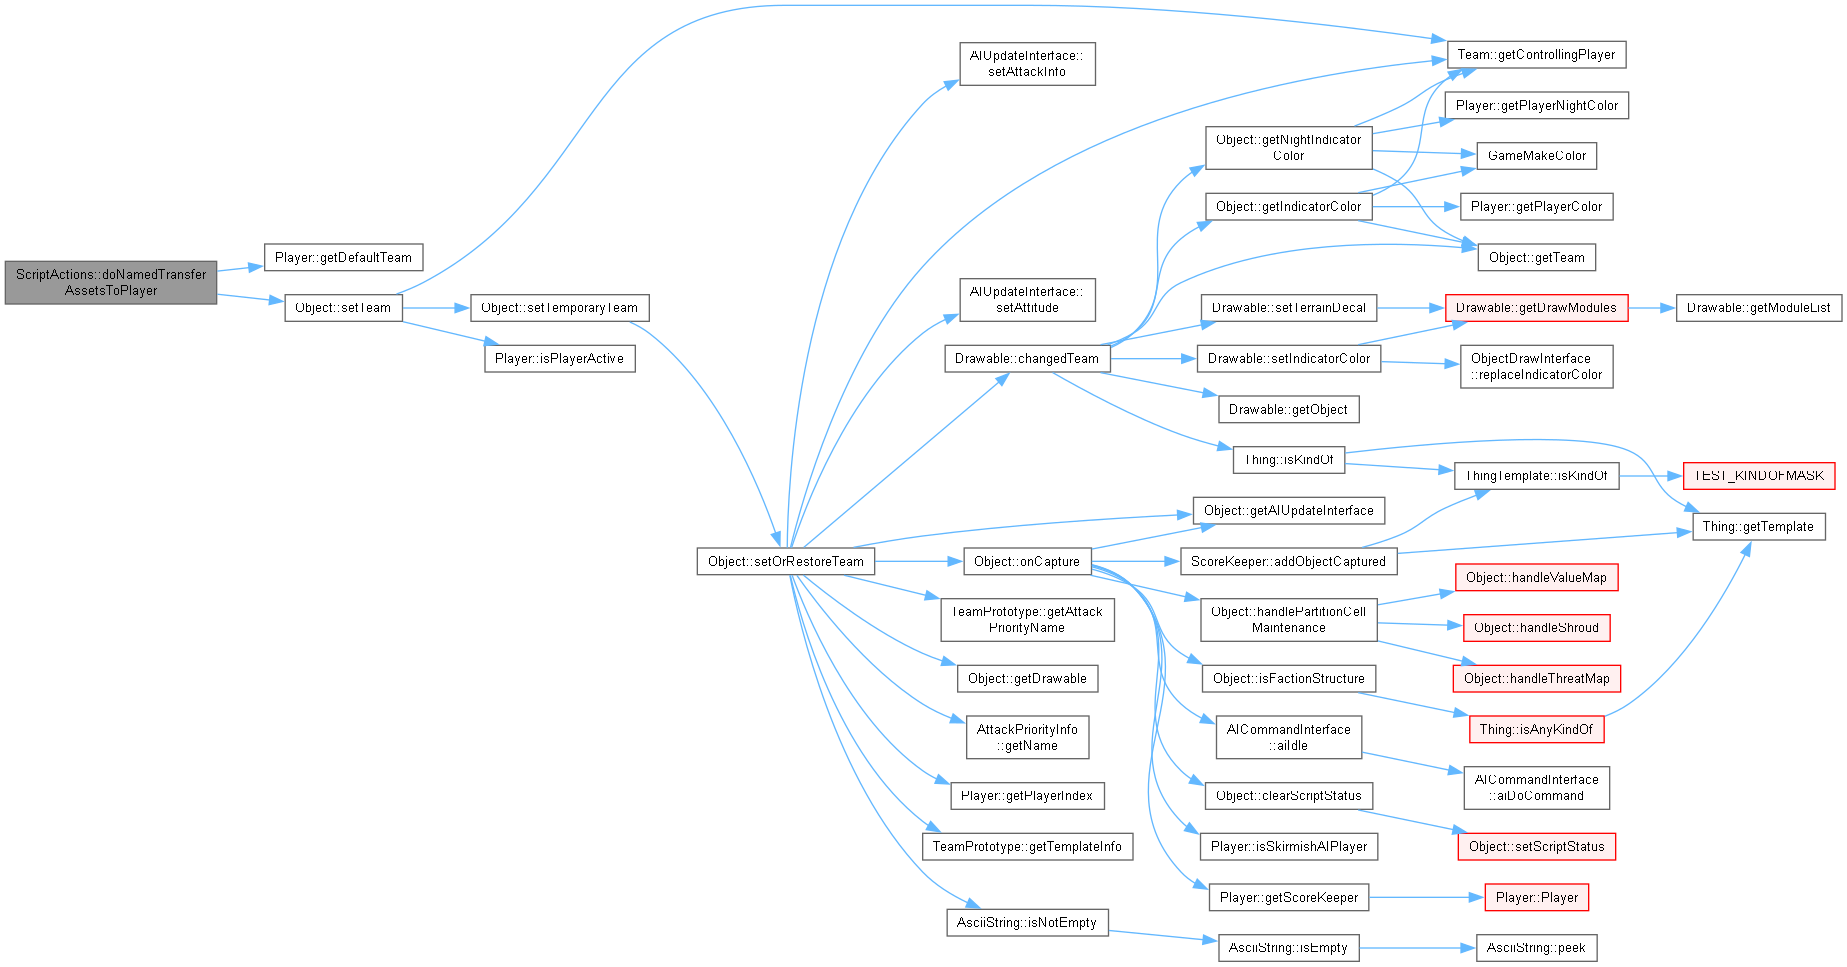 ScriptActions::doNamedTransfer
AssetsToPlayer
Player::getDefaultTeam
Object::setTeam
Object::setTemporaryTeam
Player::isPlayerActive
Object::setOrRestoreTeam
AIUpdateInterface::
setAttackInfo
AIUpdateInterface::
setAttitude
Drawable::changedTeam
Object::onCapture
TeamPrototype::getAttack
PriorityName
Object::getDrawable
AttackPriorityInfo
::getName
Player::getPlayerIndex
TeamPrototype::getTemplateInfo
AsciiString::isNotEmpty
Object::getNightIndicator
Color
Object::getIndicatorColor
Drawable::setTerrainDecal
Drawable::setIndicatorColor
Drawable::getObject
Thing::isKindOf
Object::getAIUpdateInterface
ScoreKeeper::addObjectCaptured
Object::handlePartitionCell
Maintenance
Object::isFactionStructure
AICommandInterface
::aiIdle
Object::clearScriptStatus
Player::isSkirmishAIPlayer
Player::getScoreKeeper
AsciiString::isEmpty
Team::getControllingPlayer
Player::getPlayerNightColor
GameMakeColor
Player::getPlayerColor
Object::getTeam
Drawable::getDrawModules
ObjectDrawInterface
::replaceIndicatorColor
ThingTemplate::isKindOf
Object::handleValueMap
Object::handleShroud
Object::handleThreatMap
Thing::isAnyKindOf
AICommandInterface
::aiDoCommand
Object::setScriptStatus
Player::Player
AsciiString::peek
Drawable::getModuleList
TEST_KINDOFMASK
Thing::getTemplate